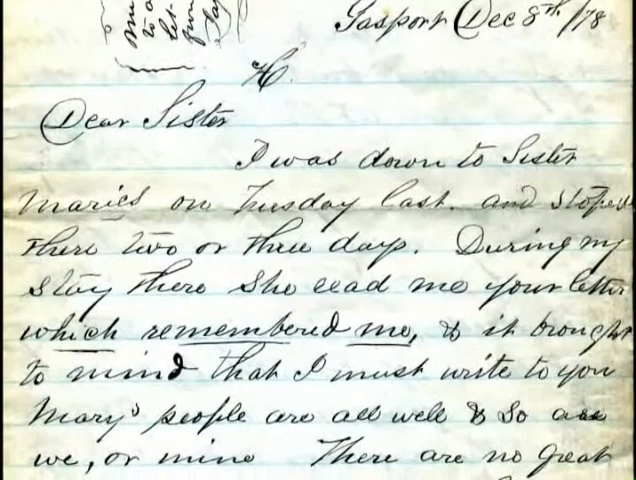 Gasport Dec 8th, /78
Dear Sister
I was down to Sister
Maries on Tuesday last. and stoped
there two or three days. During my
stay there she read me your letter
which remembered me, & it brought
to mind that I must write to you
Mary's people are all well & so are
we, or mine There are no great